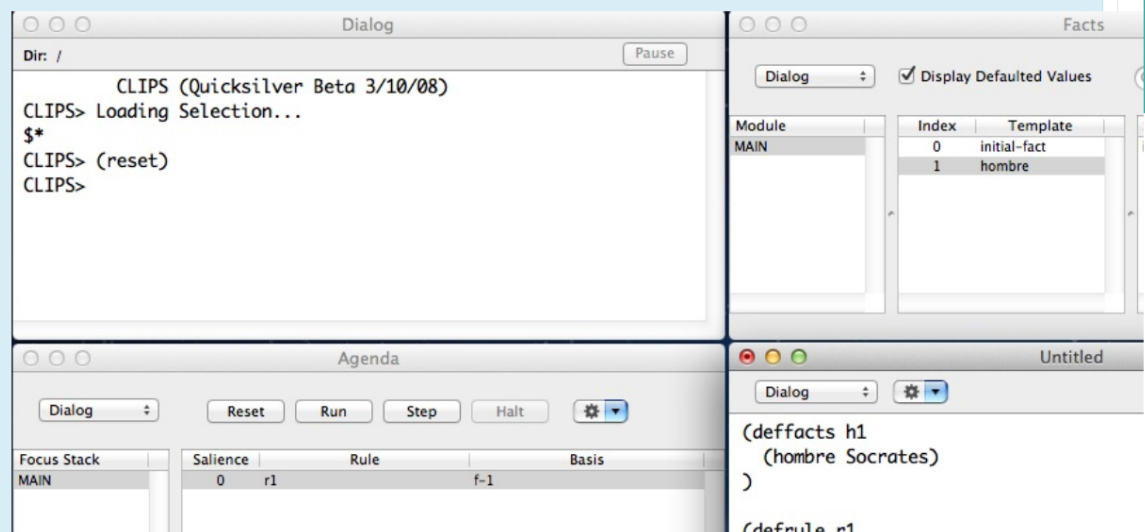 Dialog
Dir: /
Pause
CLIPS (Quicksilver Beta 3/10/08)
CLIPS> Loading Selection...
$*
CLIPS> (reset)
CLIPS>
Facts
Dialog
Display Defaulted Values
Module
MAIN
Index Template
0 initial-fact
1 hombre
Agenda
Dialog
Reset Run Step Halt
Focus Stack
MAIN
Salience Rule Basis
0 r1 f-1
Untitled
Dialog
(deffacts h1
(hombre Socrates)
)
(defrule r1